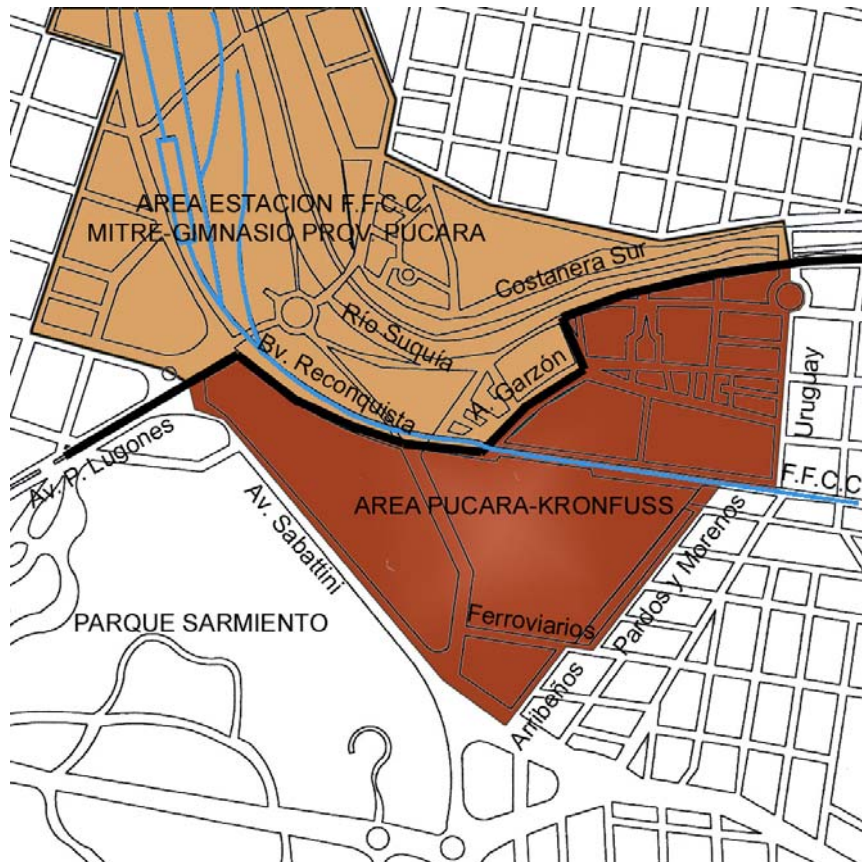 AREA ESTACION F.F.C.C.
MITRE-GIMNASIO PROV. PUCARA
Costanera Sur
Río Suquía
Bv. Reconquista
A. Garzón
Uruguay
Av. P. Lugones
F.F.C.C
AREA PUCARA-KRONFUSS
Av. Sabattini
Pardos y Morenos
PARQUE SARMIENTO
Ferroviarios
Arribeños